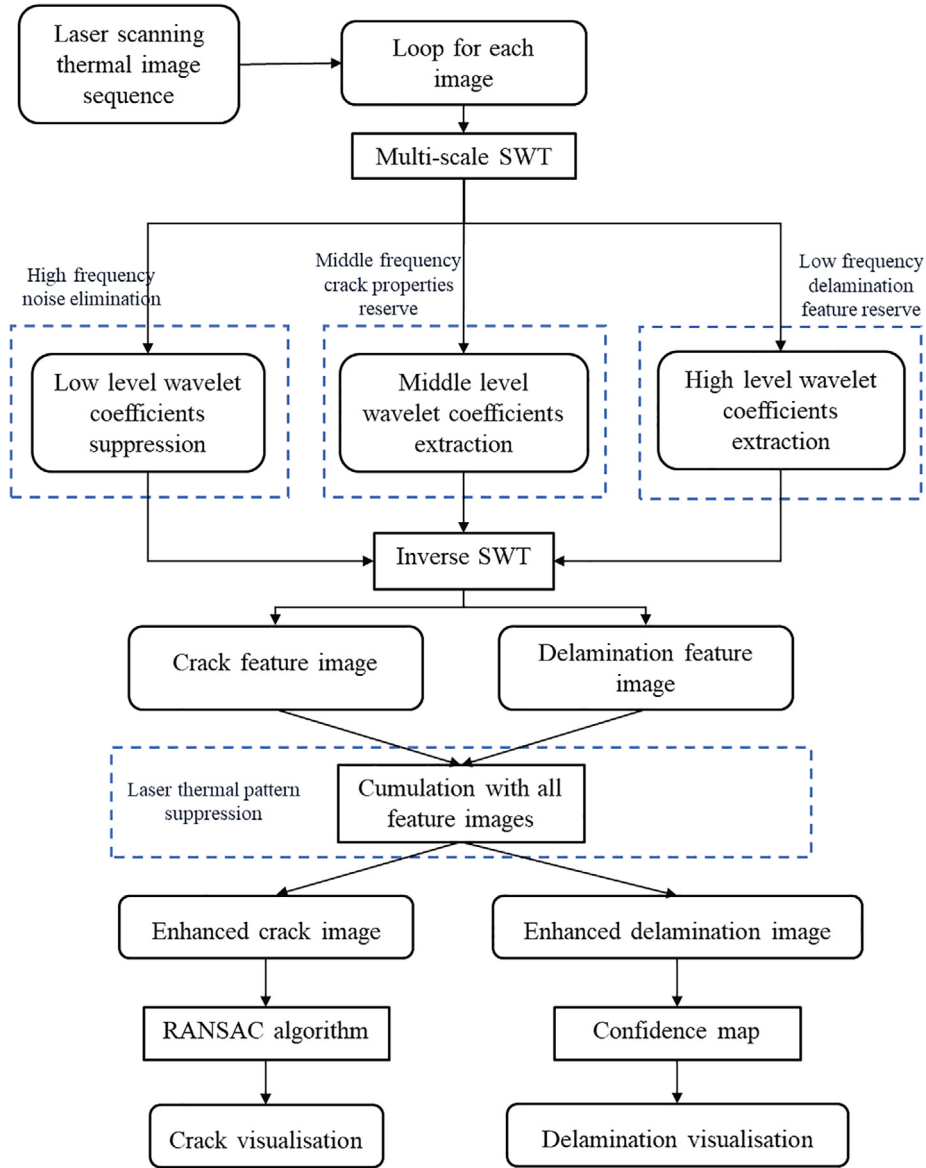 Laser scanning
thermal image
sequence
Loop for each
image
Multi-scale SWT
High frequency
noise elimination
Middle frequency
crack properties
reserve
Low frequency
delamination
feature reserve
Low level wavelet
coefficients
suppression
Middle level
wavelet coefficients
extraction
High level wavelet
coefficients
extraction
Inverse SWT
Crack feature image
Delamination feature
image
Laser thermal pattern
suppression
Cumulation with all
feature images
Enhanced crack image
Enhanced delamination image
RANSAC algorithm
Confidence map
Crack visualisation
Delamination visualisation